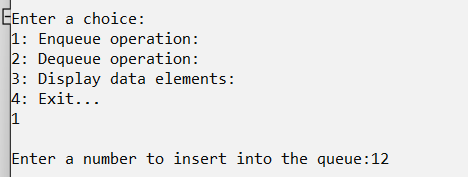 Enter a choice:
1: Enqueue operation:
2: Dequeue operation:
3: Display data elements:
4: Exit...
1
Enter a number to insert into the queue:12